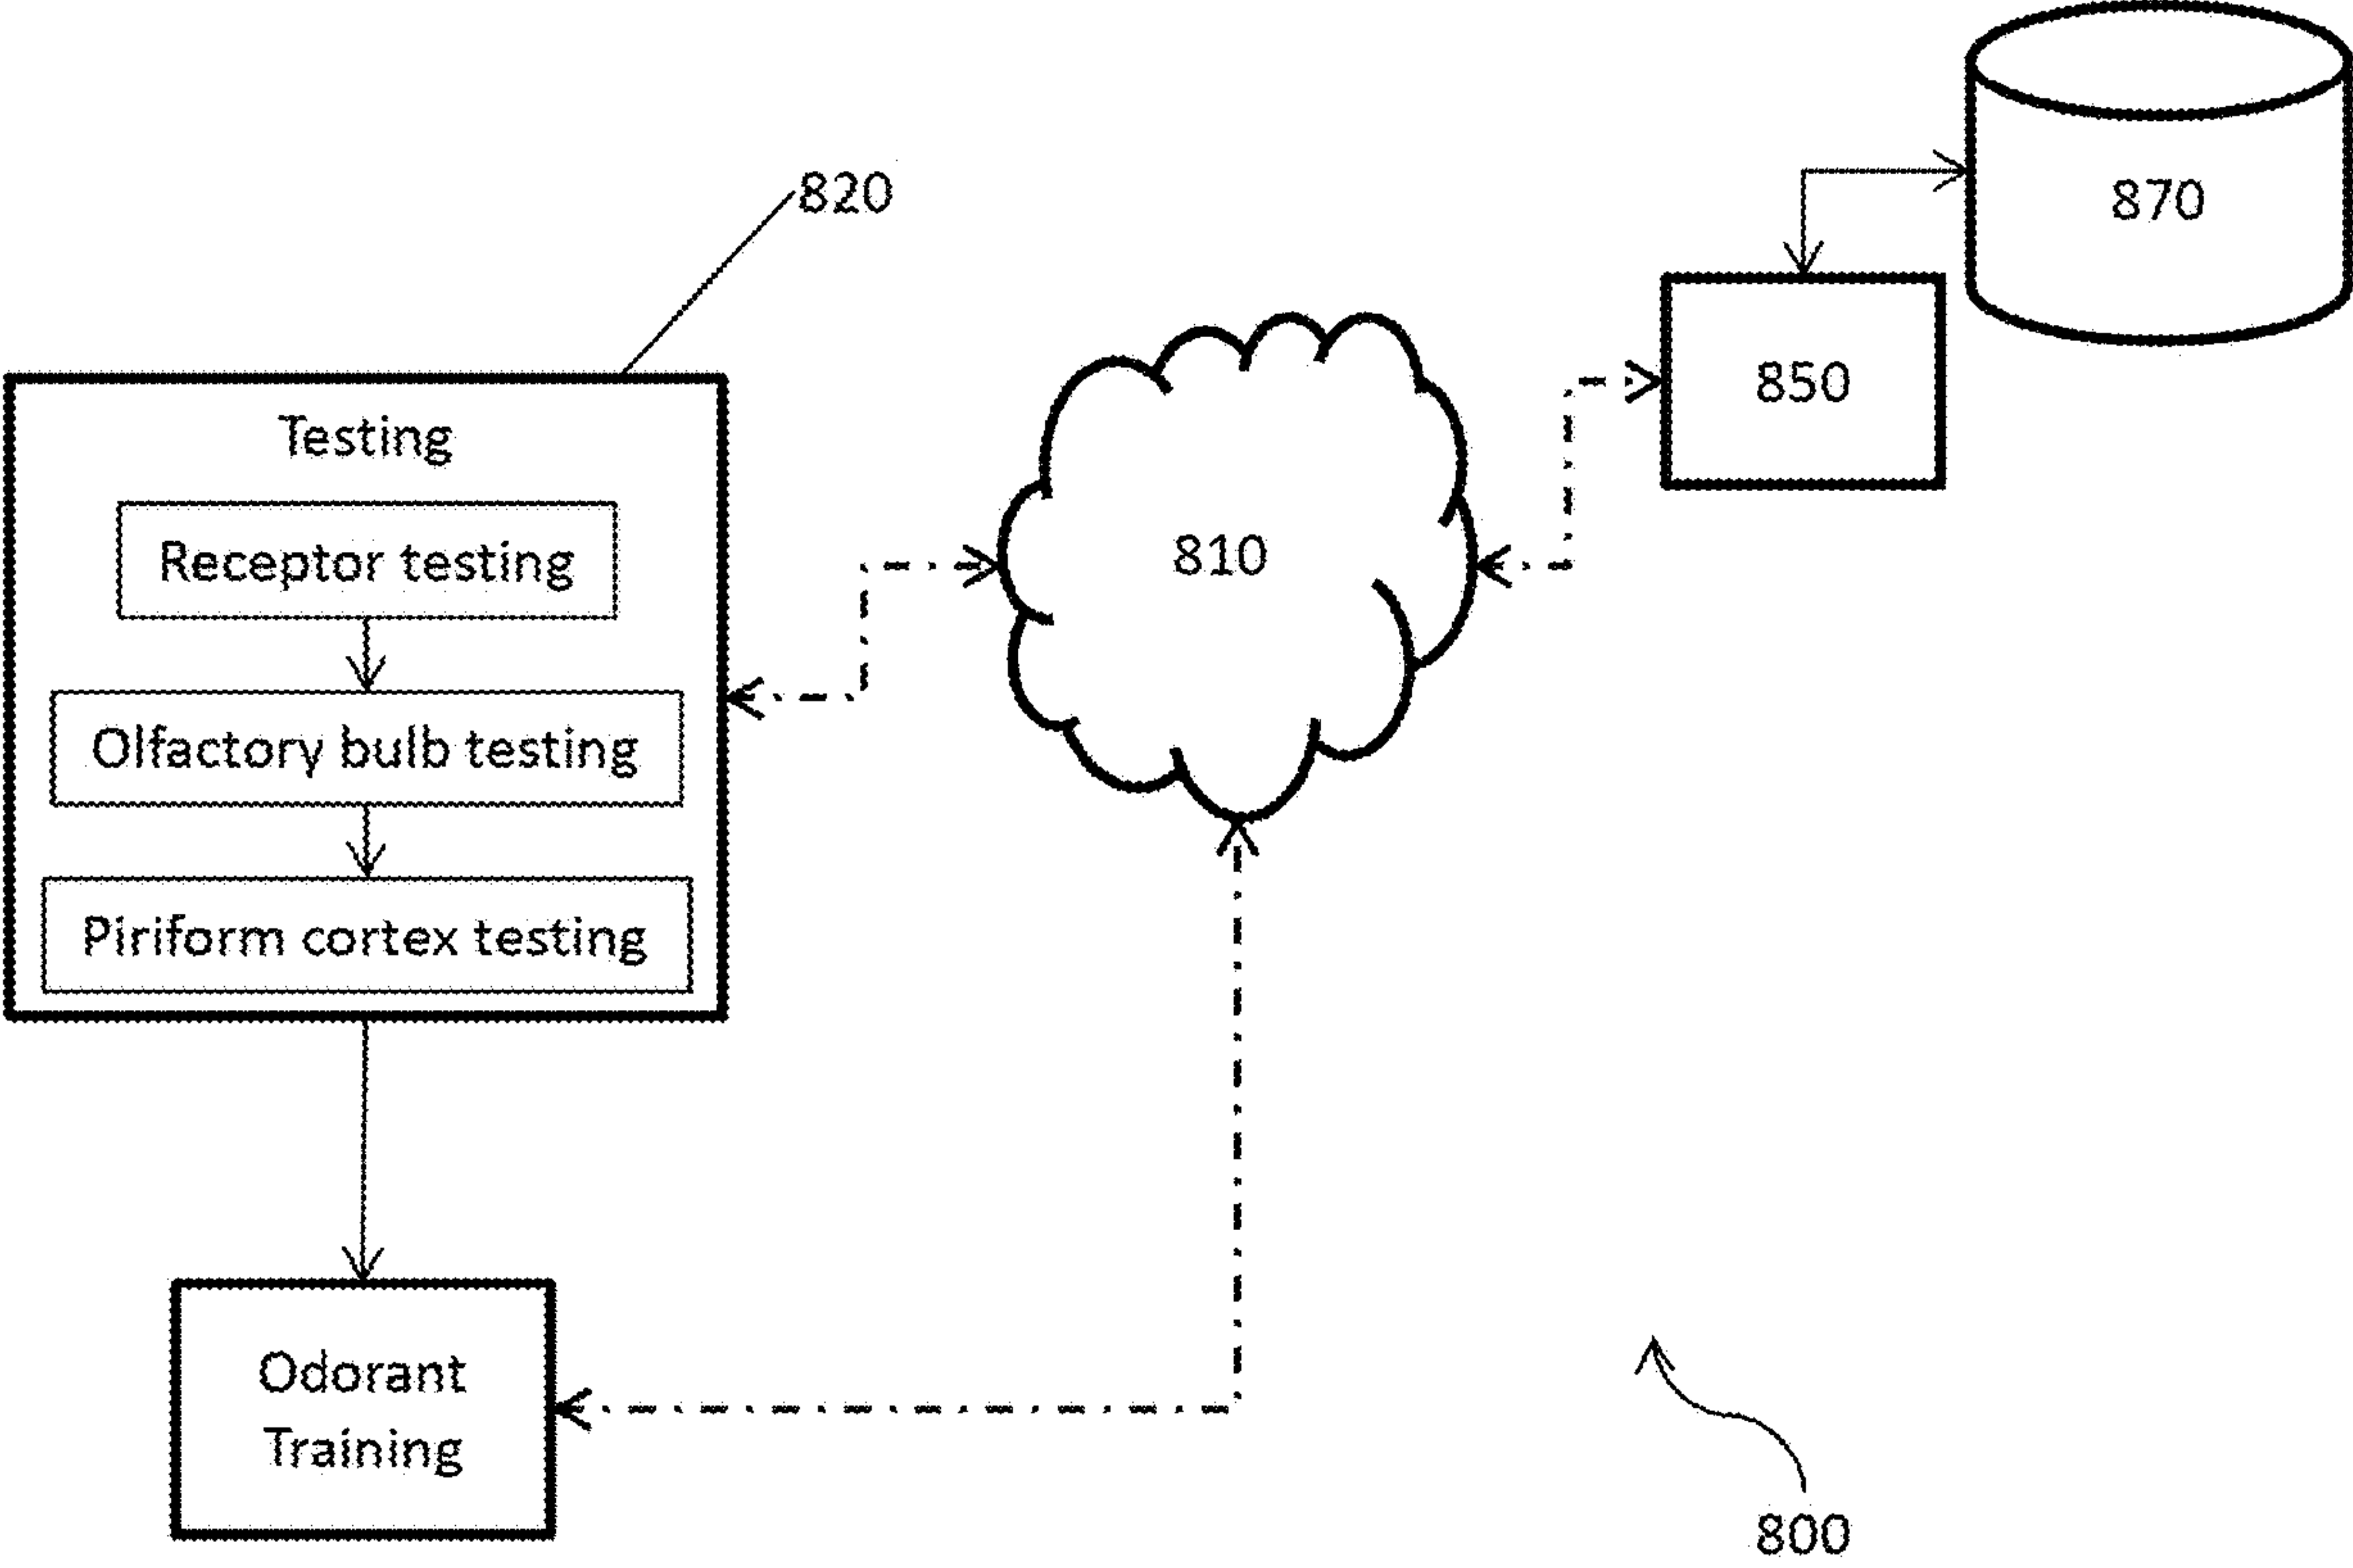 820
870
850
Testing
Receptor testing
810
Olfactory bulb testing
Piriform cortex testing
Odorant
Training
800